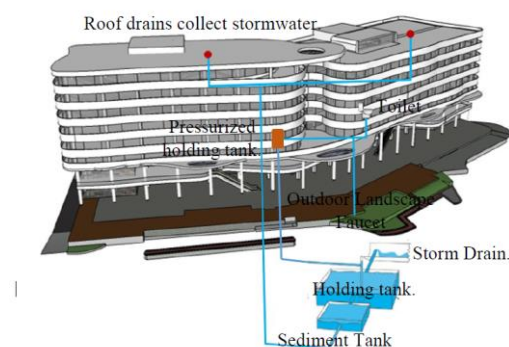 Roof drains collect stormwater.
Toilet
Pressurized
holding tank.
Outdoor Landscape
Faucet
Storm Drain.
Holding tank.
Sediment Tank